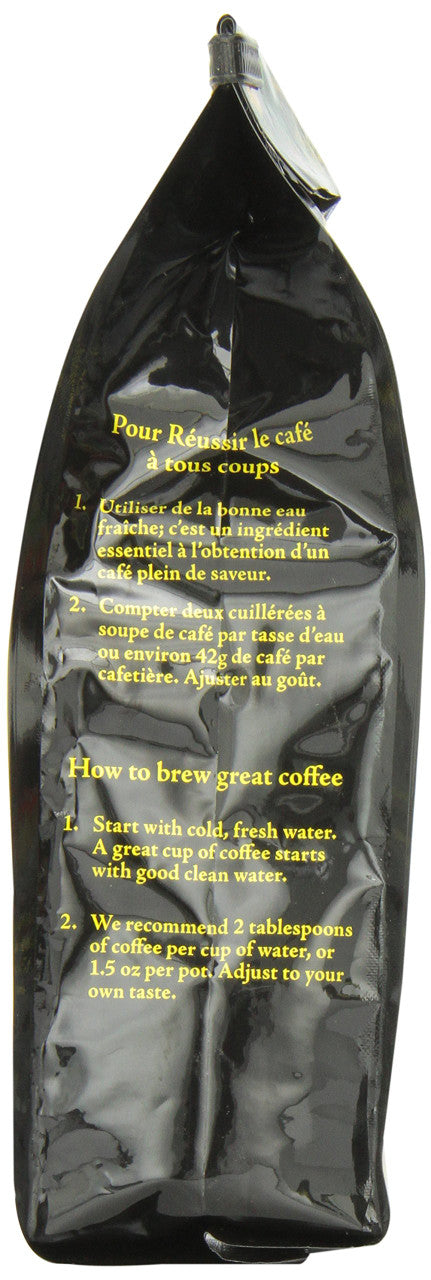 Pour Réussir le café
à tous coups
1. Utiliser de la bonne eau
fraîche; c'est un ingrédient
essentiel à l'obtention d'un
café plein de saveur.
2. Compter deux cuillérées à
soupe de café par tasse d'eau
ou environ 42g de café par
cafetière. Ajuster au goût.
How to brew great coffee
1. Start with cold, fresh water.
A great cup of coffee starts
with good clean water.
2. We recommend 2 tablespoons
of coffee per cup of water, or
1.5 oz per pot. Adjust to your
own taste.